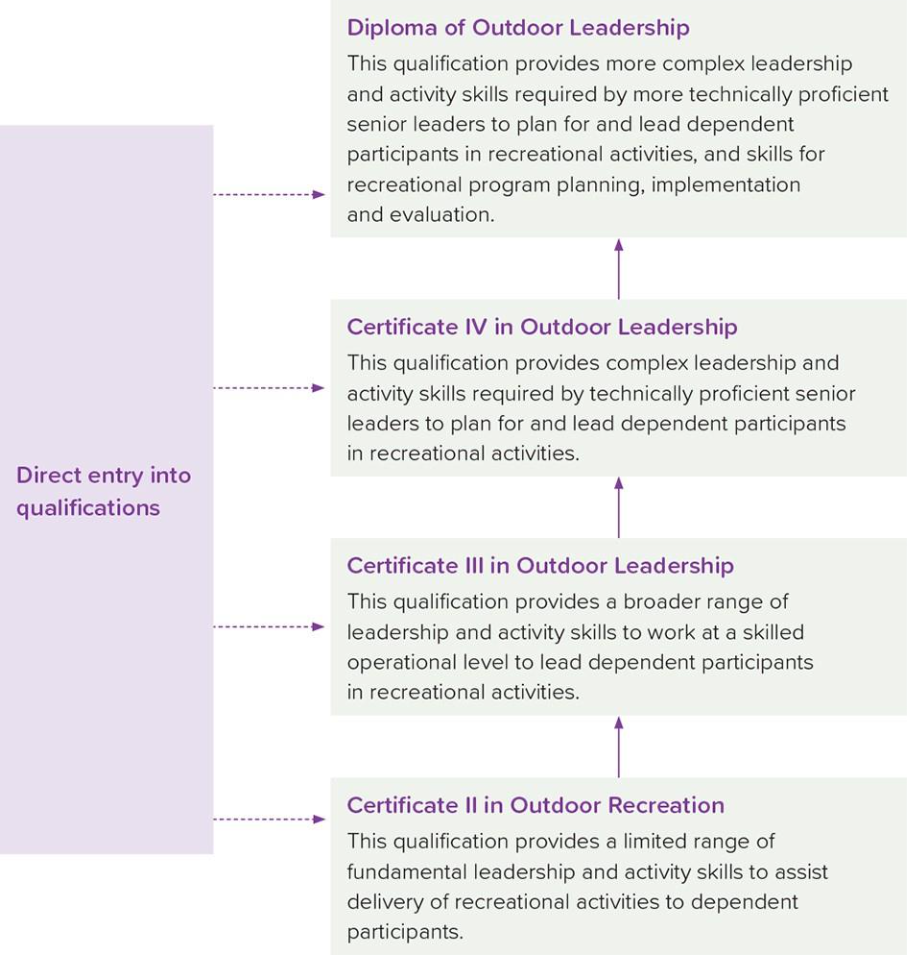 Diploma of Outdoor Leadership
This qualification provides more complex leadership
and activity skills required by more technically proficient
senior leaders to plan for and lead dependent
participants in recreational activities, and skills for
recreational program planning, implementation
and evaluation.
Certificate IV in Outdoor Leadership
This qualification provides complex leadership and
activity skills required by technically proficient senior
leaders to plan for and lead dependent participants
in recreational activities.
Direct entry into
qualifications
Certificate III in Outdoor Leadership
This qualification provides a broader range of
leadership and activity skills to work at a skilled
operational level to lead dependent participants
in recreational activities.
Certificate II in Outdoor Recreation
This qualification provides a limited range of
fundamental leadership and activity skills to assist
delivery of recreational activities to dependent
participants.